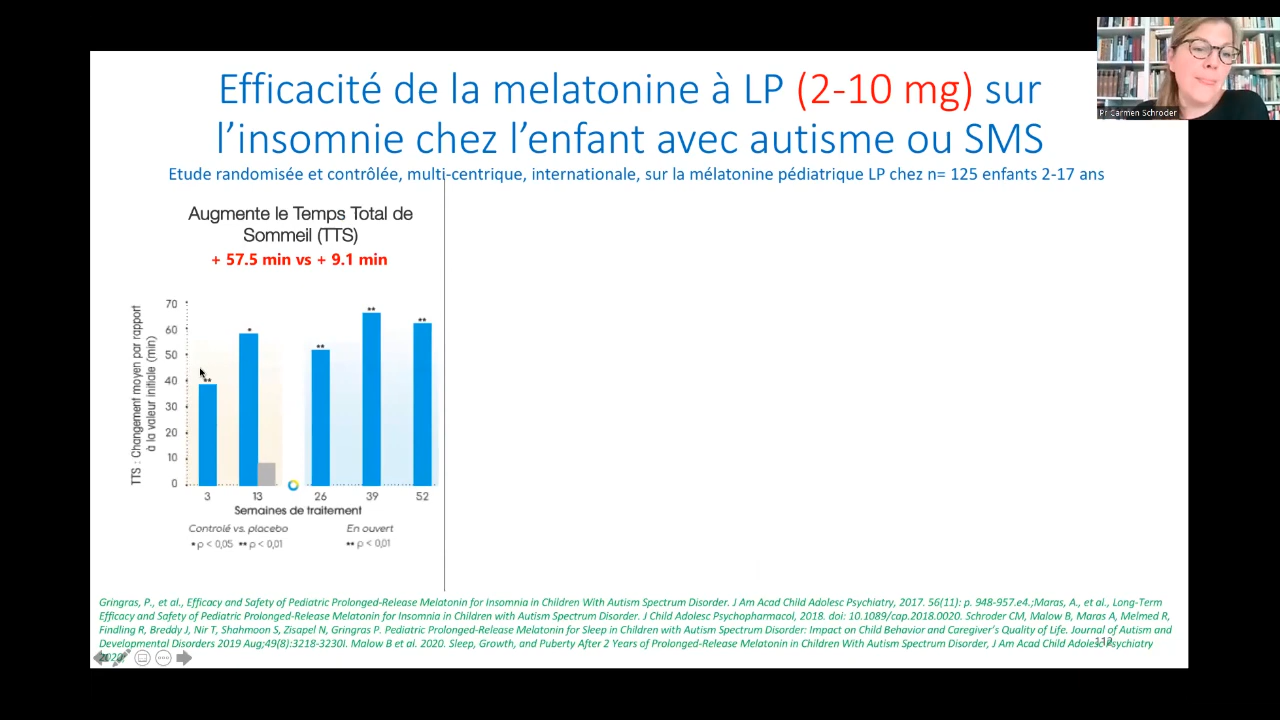 Pr Carmen Schroder
Efficacité de la melatonine à LP (2-10 mg) sur
l'insomnie chez l'enfant avec autisme ou SMS
Etude randomisée et contrôlée, multi-centrique, internationale, sur la mélatonine pédiatrique LP chez n= 125 enfants 2-17 ans
Augmente le Temps Total de
Sommeil (TTS)
+ 57.5 min vs + 9.1 min
TTS : Changement moyen par rapport
à la valeur initiale (min)
70
60
50
40
30
20
10
0
** * ** ** **
3 13 26 39 52
Semaines de traitement
Controlé vs. placebo En ouvert
* p < 0,05 ** p < 0,01 ** p < 0,01
Gringras, P., et al., Efficacy and Safety of Pediatric Prolonged-Release Melatonin for Insomnia in Children With Autism Spectrum Disorder. J Am Acad Child Adolesc Psychiatry, 2017. 56(11): p. 948-957.e4.;Maras, A., et al., Long-Term
Efficacy and Safety of Pediatric Prolonged-Release Melatonin for Insomnia in Children with Autism Spectrum Disorder. J Child Adolesc Psychopharmacol, 2018. doi: 10.1089/cap.2018.0020. Schroder CM, Malow B, Maras A, Melmed R,
Findling R, Breddy J, Nir T, Shahmoon S, Zisapel N, Gringras P. Pediatric Prolonged-Release Melatonin for Sleep in Children with Autism Spectrum Disorder: Impact on Child Behavior and Caregiver's Quality of Life. Journal of Autism and
Developmental Disorders 2019 Aug;49(8):3218-3230l. Malow B et al. 2020. Sleep, Growth, and Puberty After 2 Years of Prolonged-Release Melatonin in Children With Autism Spectrum Disorder, J Am Acad Child Adolesc Psychiatry
2020